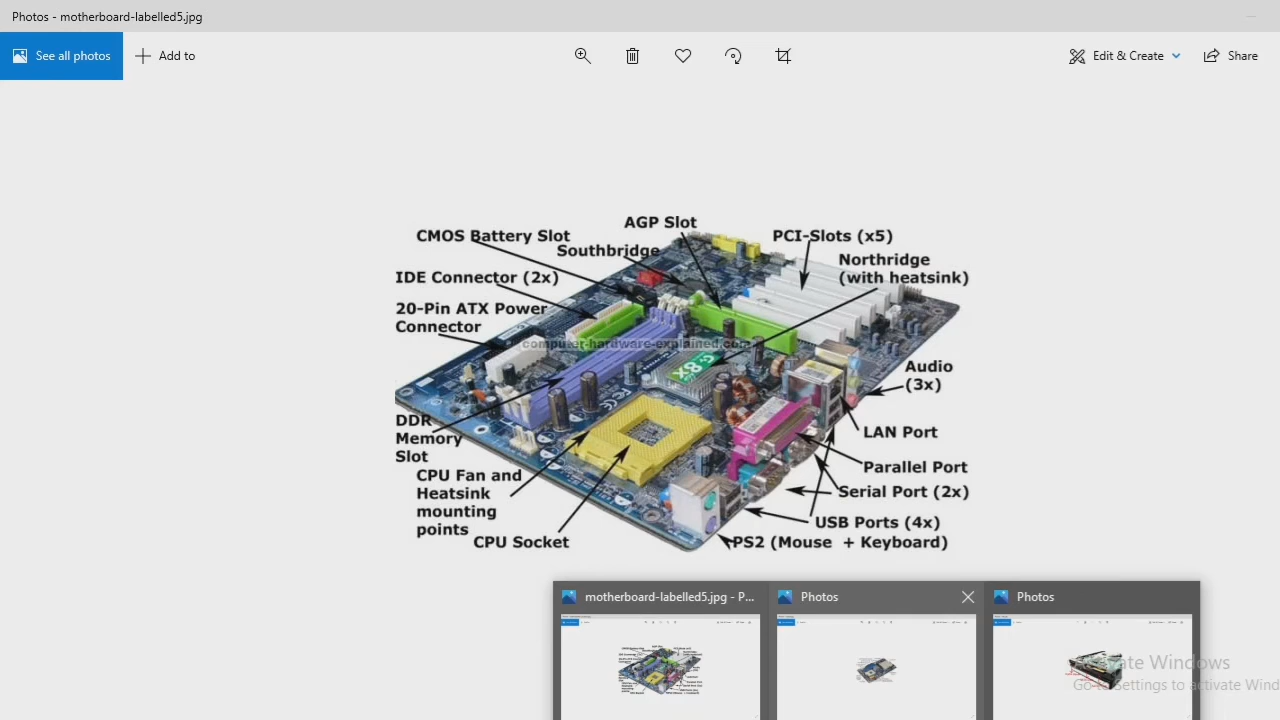 Photos - motherboard-labelled5.jpg
See all photos
Add to
Edit & Create
Share
AGP Slot
CMOS Battery Slot
PCI-Slots (x5)
Southbridge
Northridge
(with heatsink)
IDE Connector (2x)
20-Pin ATX Power
Connector
computer-hardware-explained.com
Audio
(3x)
DDR
Memory
Slot
LAN Port
Parallel Port
CPU Fan and
Heatsink
mounting
points
Serial Port (2x)
USB Ports (4x)
CPU Socket
PS2 (Mouse + Keyboard)
motherboard-labelled5.jpg - P...
Photos
Photos
Windows
Settings to activate Wind